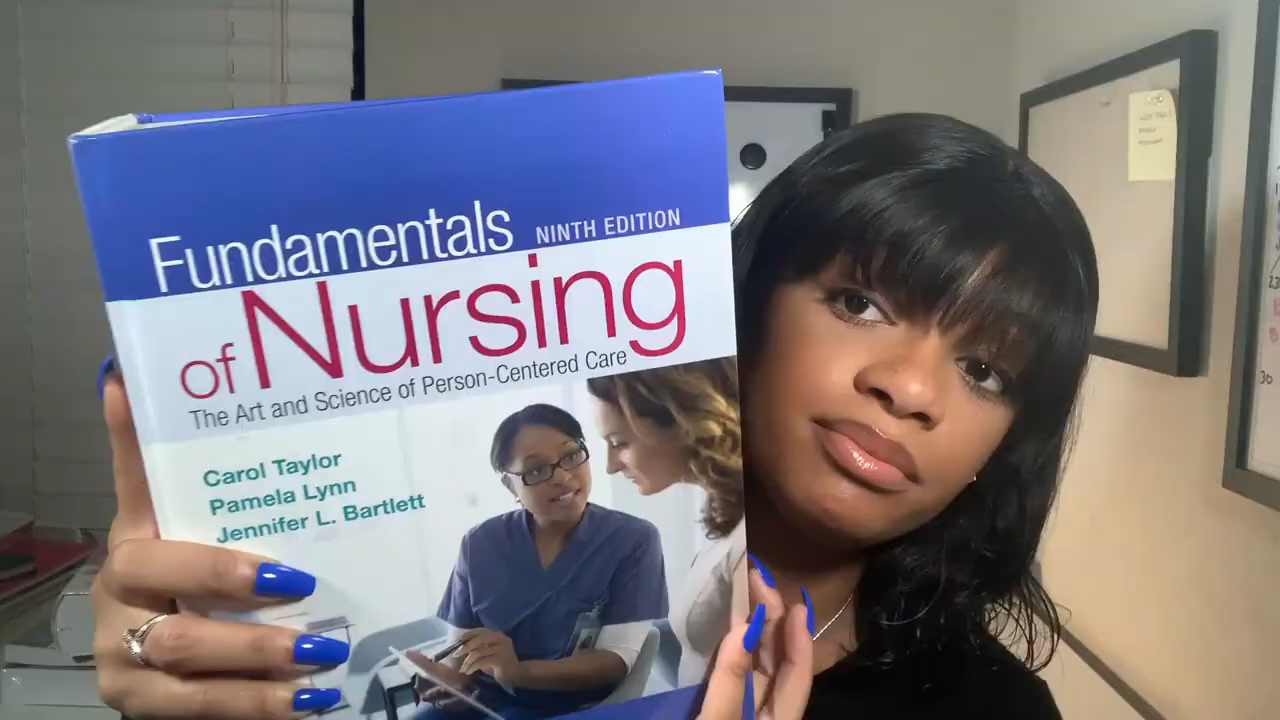 Fundamentals NINTH EDITION
of Nursing
The Art and Science of Person-Centered Care
Carol Taylor
Pamela Lynn
Jennifer L. Bartlett
30